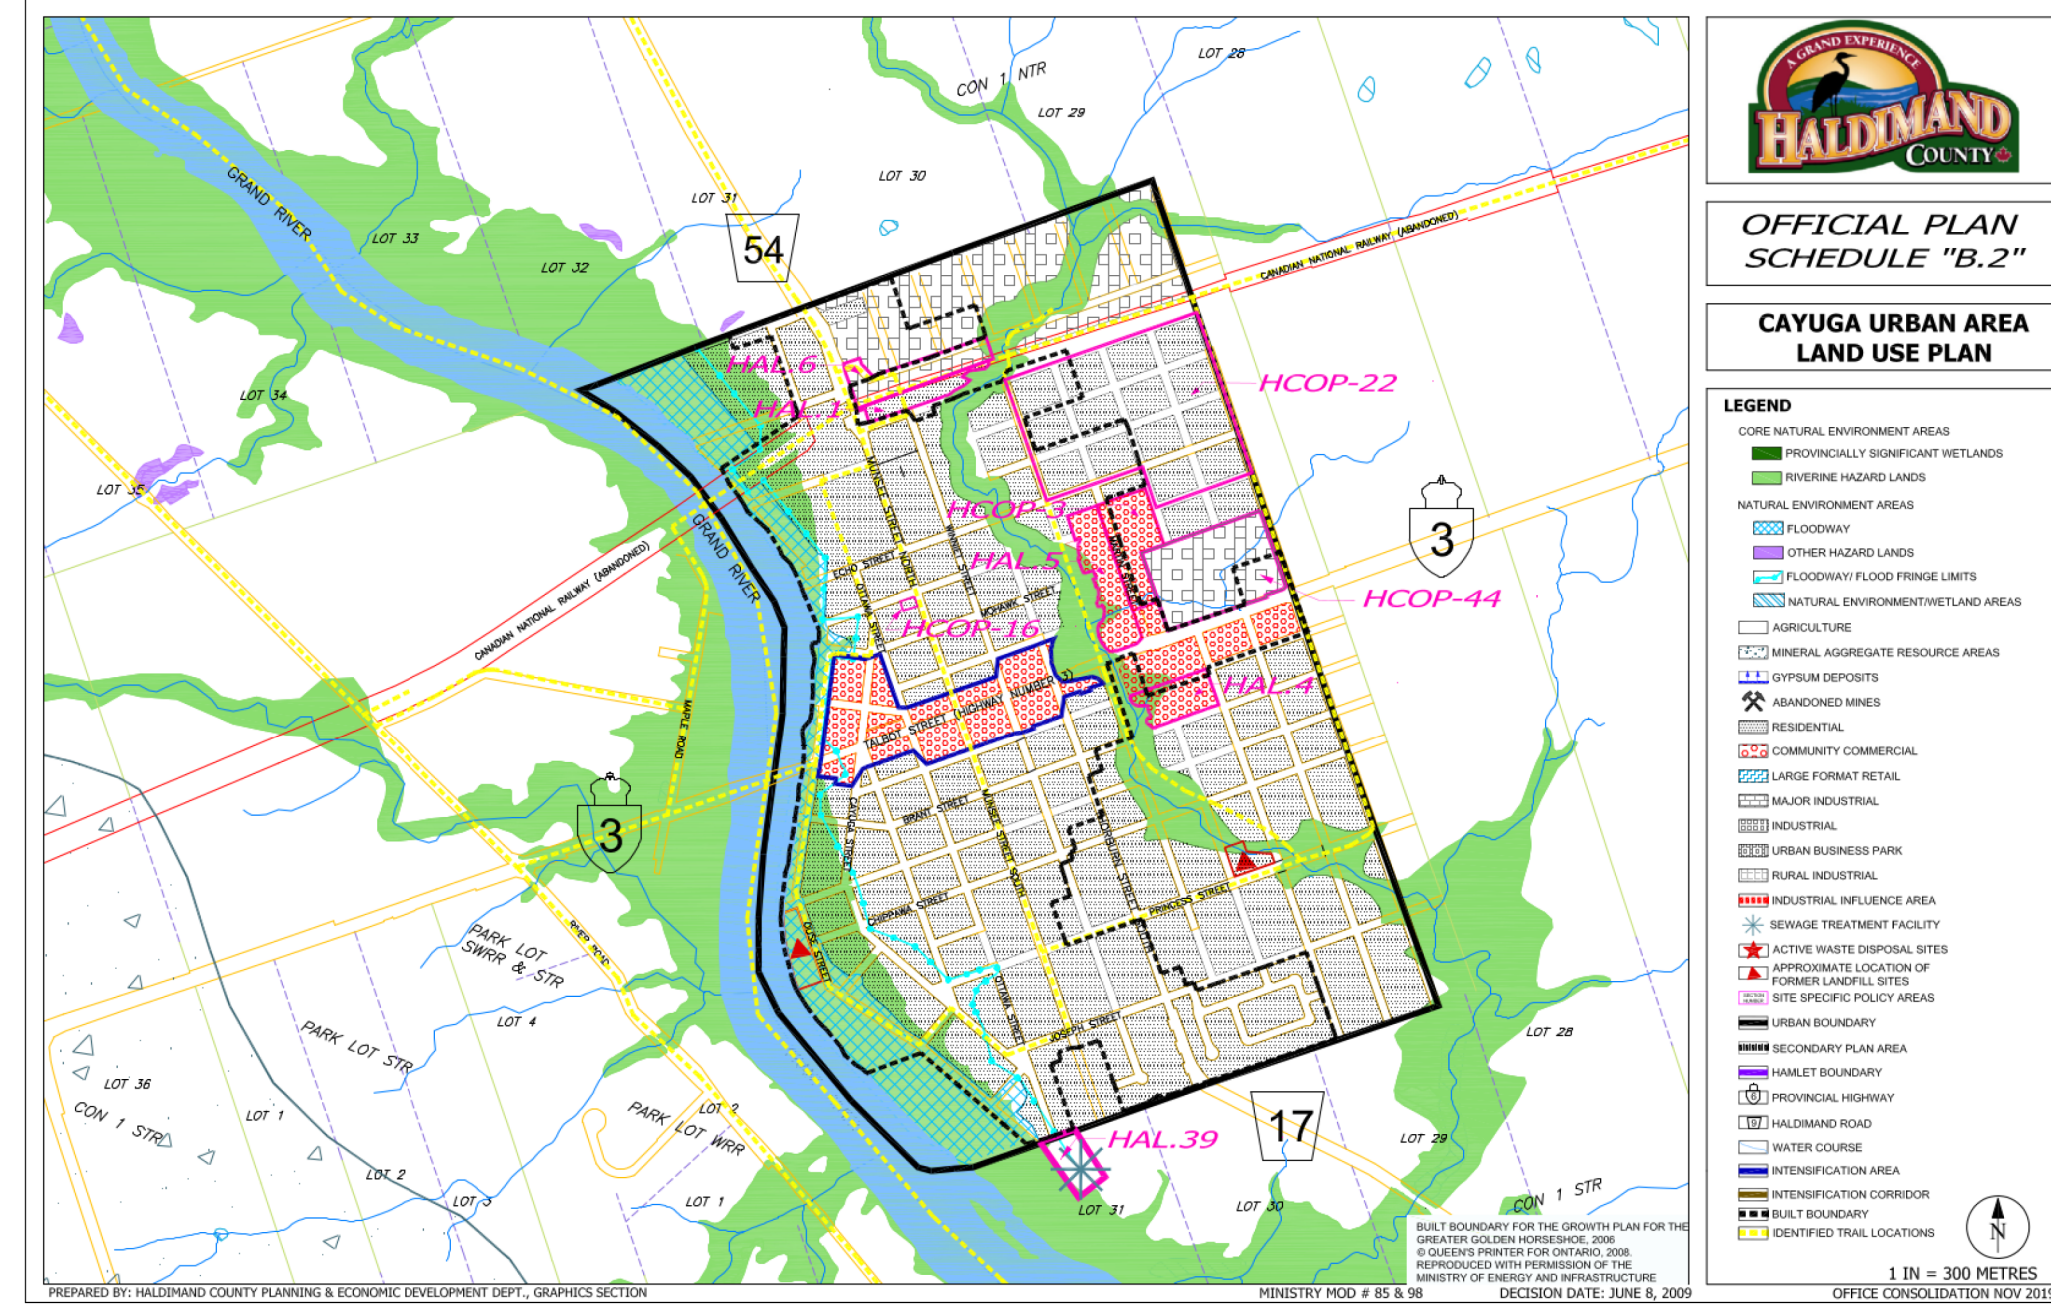 A GRAND EXPERIENCE
HALDIMAND
COUNTY
OFFICIAL PLAN
SCHEDULE "B.2"
CAYUGA URBAN AREA
LAND USE PLAN
LEGEND
CORE NATURAL ENVIRONMENT AREAS
PROVINCIALLY SIGNIFICANT WETLANDS
RIVERINE HAZARD LANDS
NATURAL ENVIRONMENT AREAS
FLOODWAY
OTHER HAZARD LANDS
FLOODWAY/ FLOOD FRINGE LIMITS
NATURAL ENVIRONMENT/WETLAND AREAS
AGRICULTURE
MINERAL AGGREGATE RESOURCE AREAS
GYPSUM DEPOSITS
ABANDONED MINES
RESIDENTIAL
COMMUNITY COMMERCIAL
LARGE FORMAT RETAIL
MAJOR INDUSTRIAL
INDUSTRIAL
URBAN BUSINESS PARK
RURAL INDUSTRIAL
INDUSTRIAL INFLUENCE AREA
SEWAGE TREATMENT FACILITY
ACTIVE WASTE DISPOSAL SITES
APPROXIMATE LOCATION OF
FORMER LANDFILL SITES
SITE SPECIFIC POLICY AREAS
URBAN BOUNDARY
SECONDARY PLAN AREA
HAMLET BOUNDARY
PROVINCIAL HIGHWAY
HALDIMAND ROAD
WATER COURSE
INTENSIFICATION AREA
INTENSIFICATION CORRIDOR
BUILT BOUNDARY
IDENTIFIED TRAIL LOCATIONS
N
1 IN = 300 METRES
OFFICE CONSOLIDATION NOV 2019
LOT 28
CON 1 NTR
LOT 29
LOT 30
LOT 31
54
GRAND RIVER
LOT 33
LOT 32
CANADIAN NATIONAL RAILWAY (ABANDONED)
HAL.6
HCOP-22
LOT 34
HAL.1
LOT 35
MUNSEE STREET NORTH
WINNIET STREET
HCOP-3
GRAND RIVER
3
CANADIAN NATIONAL RAILWAY (ABANDONED)
ECHO STREET
HAL.5
OTTAWA STREET
MOHAWK STREET
HCOP-44
HCOP-16
HAL.4
MAPLE ROAD
TALBOT STREET (HIGHWAY NUMBER 3)
3
CAYUGA STREET
BRANT STREET
MUNSEE STREET SOUTH
CHIPPAWA STREET
PRINCESS STREET
OUSE STREET
RIVER ROAD
PARK LOT
SWRR & STR
OTTAWA STREET
JOSEPH STREET
LOT 4
PARK LOT STR
LOT 28
LOT 36
CON 1 STR
LOT 1
PARK LOT WRR
LOT 2
17
HAL.39
LOT 29
LOT 2
LOT 3
LOT 1
LOT 31
LOT 30
CON 1 STR
BUILT BOUNDARY FOR THE GROWTH PLAN FOR THE
GREATER GOLDEN HORSESHOE, 2006
© QUEEN'S PRINTER FOR ONTARIO, 2008.
REPRODUCED WITH PERMISSION OF THE
MINISTRY OF ENERGY AND INFRASTRUCTURE
PREPARED BY: HALDIMAND COUNTY PLANNING & ECONOMIC DEVELOPMENT DEPT., GRAPHICS SECTION
MINISTRY MOD # 85 & 98
DECISION DATE: JUNE 8, 2009